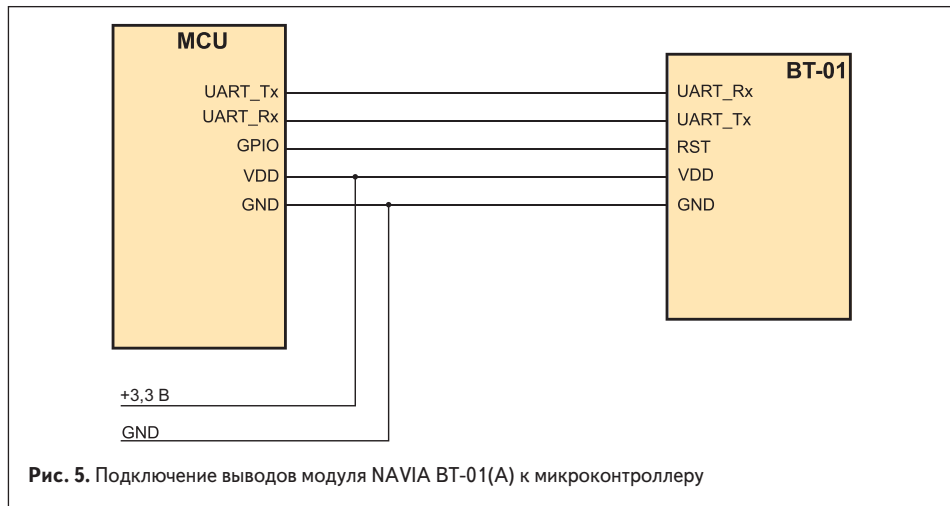 MCU
BT-01
UART_Tx
UART_Rx
GPIO
VDD
GND
UART_Rx
UART_Tx
RST
VDD
GND
+3,3 В
GND
Рис. 5. Подключение выводов модуля NAVIA BT-01(A) к микроконтроллеру